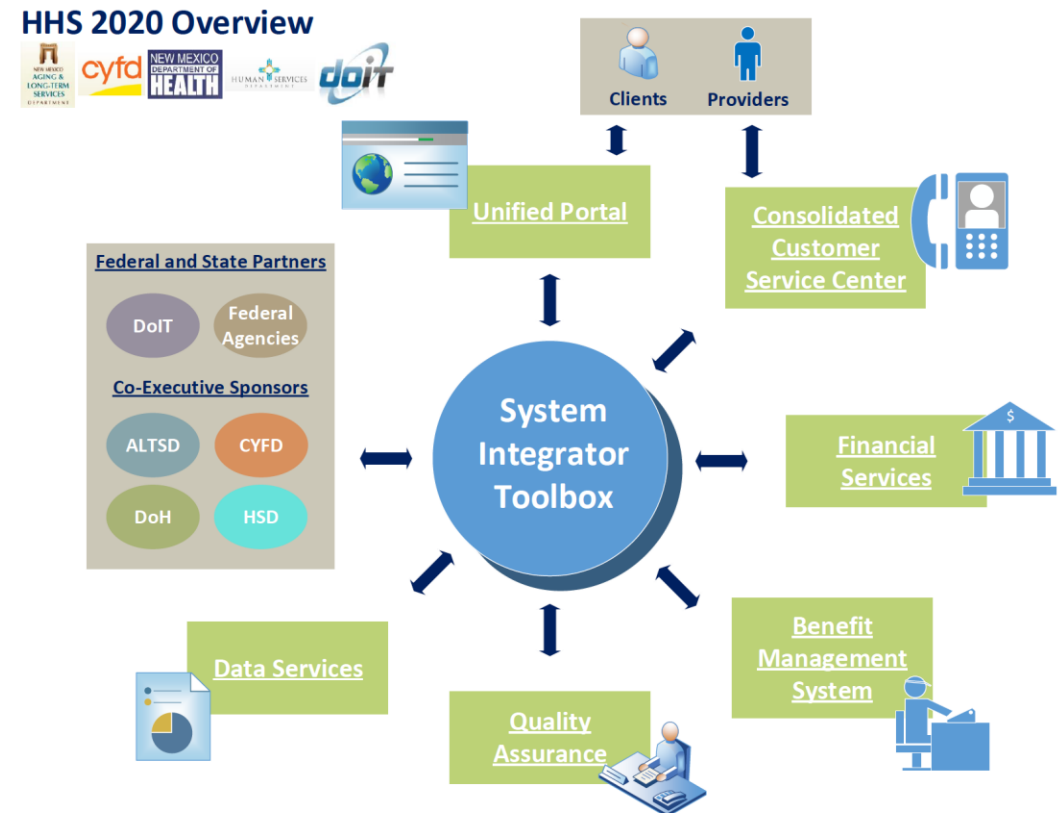 HHS 2020 Overview
NEW MEXICO
AGING &
LONG-TERM
SERVICES
DEPARTMENT
cyfd
NEW MEXICO
DEPARTMENT OF
HEALTH
HUMAN SERVICES
DEPARTMENT
doiT
Clients
Providers
Unified Portal
Consolidated
Customer
Service Center
Federal and State Partners
DoIT
Federal
Agencies
Co-Executive Sponsors
ALTSD
CYFD
DoH
HSD
System
Integrator
Toolbox
$
Financial
Services
Benefit
Management
System
Data Services
Quality
Assurance